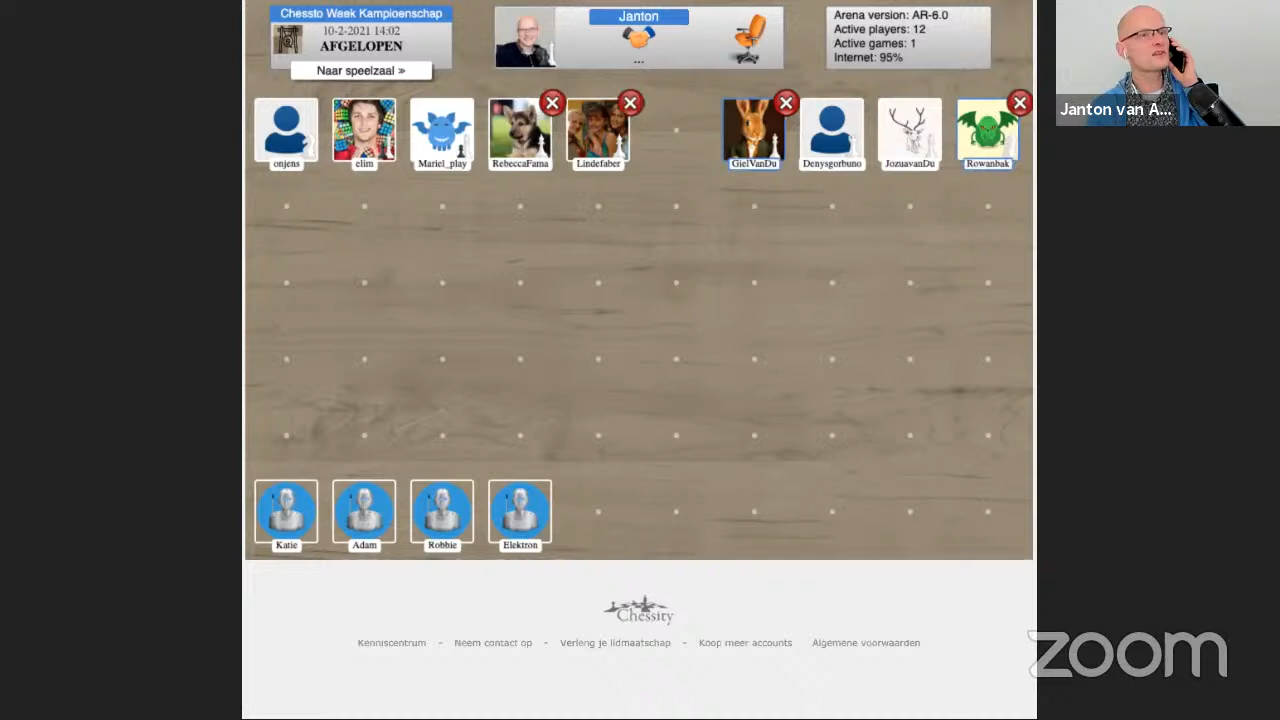 Chessto Week Kampioenschap
10-2-2021 14:02
AFGELOPEN
Naar speelzaal »
Janton
...
Arena version: AR-6.0
Active players: 12
Active games: 1
Internet: 95%
Janton van A...
onjens
elim
Mariel_play
RebeccaFama
Lindefaber
GielVanDu
Denysgorbuno
JozuavanDu
Rowanbak
Katie
Adam
Robbie
Elektron
Chessity
Kenniscentrum - Neem contact op - Verleng je lidmaatschap - Koop meer accounts Algemene voorwaarden
zoom